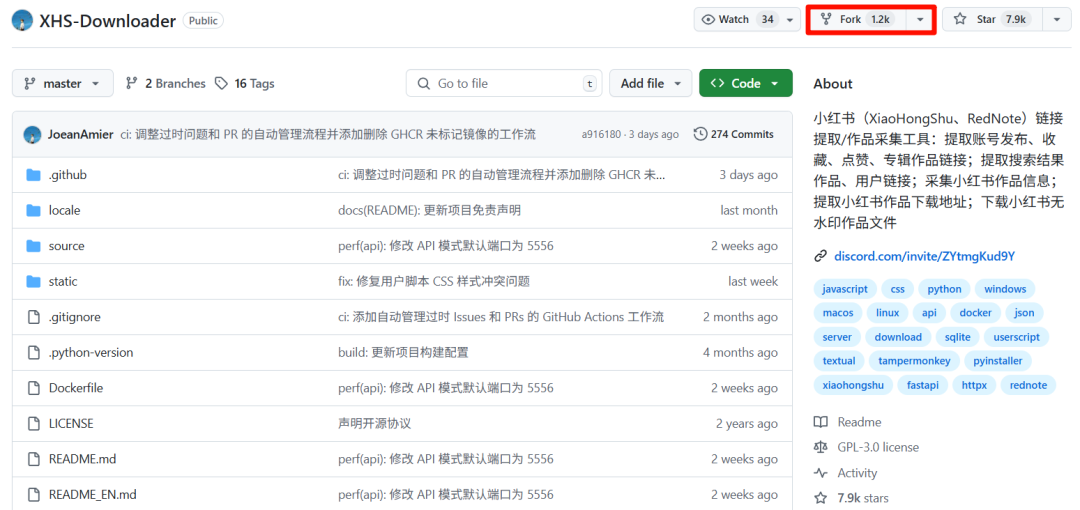 XHS-Downloader Public
Watch 34
Fork 1.2k
Star 7.9k
master
2 Branches
16 Tags
Go to file
t
Add file
Code
JoeanAmier ci: 调整过时问题和 PR 的自动管理流程并添加删除 GHCR 未标记镜像的工作流 a916180 · 3 days ago 274 Commits
.github ci: 调整过时问题和 PR 的自动管理流程并添加删除 GHCR 未... 3 days ago
locale docs(README): 更新项目免责声明 last month
source perf(api): 修改 API 模式默认端口为 5556 2 weeks ago
static fix: 修复用户脚本 CSS 样式冲突问题 last week
.gitignore ci: 添加自动管理过时 Issues 和 PRs 的 GitHub Actions 工作流 2 months ago
.python-version build: 更新项目构建配置 4 months ago
Dockerfile perf(api): 修改 API 模式默认端口为 5556 2 weeks ago
LICENSE 声明开源协议 2 years ago
README.md perf(api): 修改 API 模式默认端口为 5556 2 weeks ago
README_EN.md perf(api): 修改 API 模式默认端口为 5556 2 weeks ago
About
小红书（XiaoHongShu、RedNote）链接
提取/作品采集工具：提取账号发布、收
藏、点赞、专辑作品链接；提取搜索结果
作品、用户链接；采集小红书作品信息；
提取小红书作品下载地址；下载小红书无
水印作品文件
discord.com/invite/ZYtmgKud9Y
javascript css python windows
macos linux api docker json
server download sqlite userscript
textual tampermonkey pyinstaller
xiaohongshu fastapi httpx rednote
Readme
GPL-3.0 license
Activity
7.9k stars